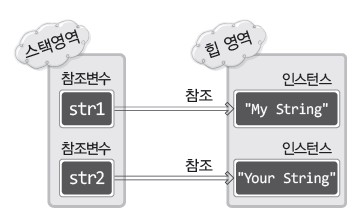 스택영역
힙 영역
참조변수
인스턴스
str1
참조
"My String"
참조변수
인스턴스
str2
참조
"Your String"